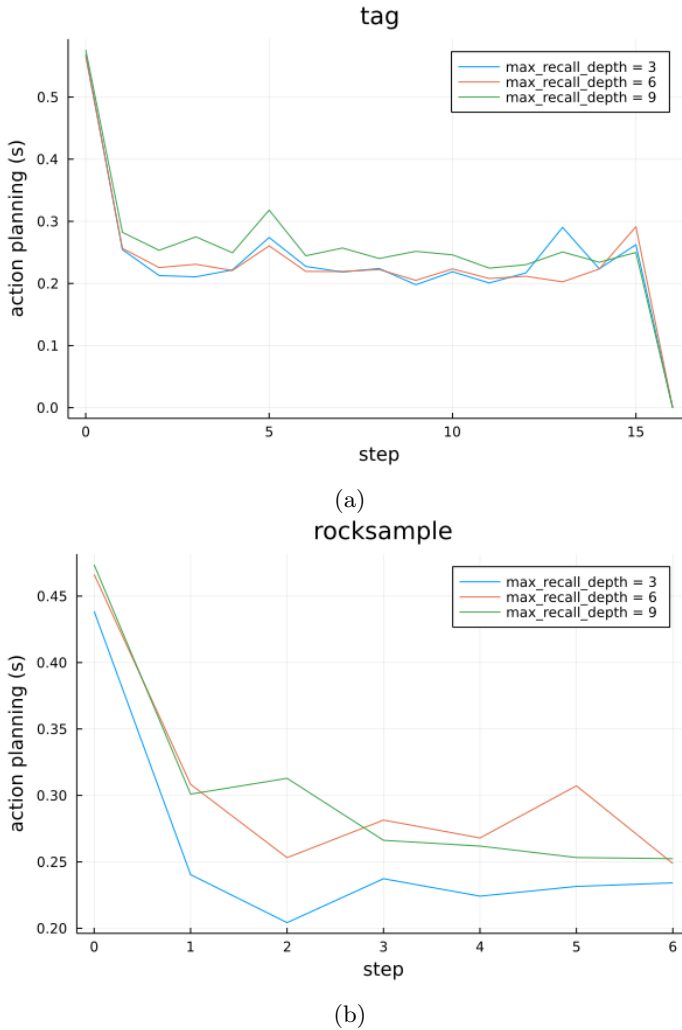 tag
max_recall_depth = 3
max_recall_depth = 6
max_recall_depth = 9
action planning (s)
0.5
0.4
0.3
0.2
0.1
0.0
0 5 10 15
step
(a)
rocksample
max_recall_depth = 3
max_recall_depth = 6
max_recall_depth = 9
action planning (s)
0.45
0.40
0.35
0.30
0.25
0.20
0 1 2 3 4 5 6
step
(b)